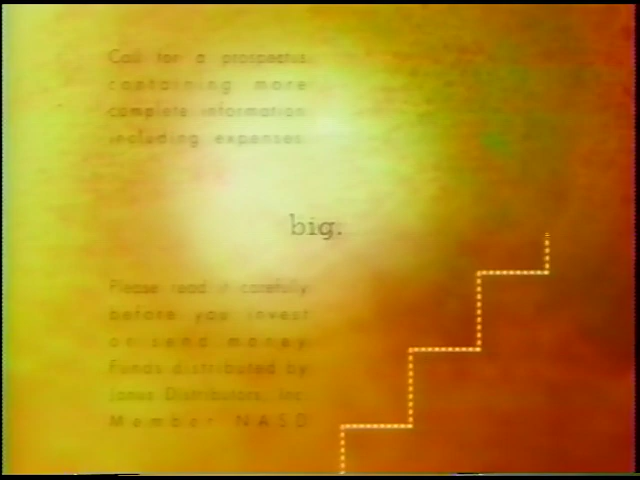 Call for a prospectus
containing more
complete information
including expenses.
big.
Please read it carefully
before you invest
or send money
Funds distributed by
Janus Distributors, Inc.
Member NASD